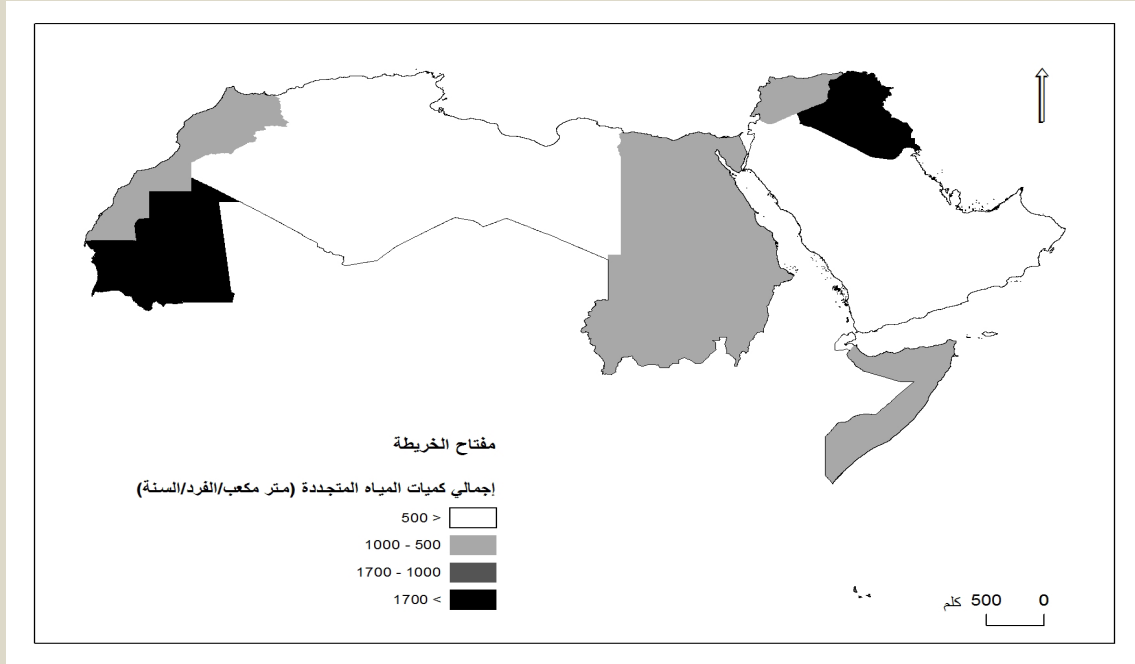 مفتاح الخريطة
إجمالي كميات المياه المتجددة (متر مكعب/الفرد/السنة)
500 >
1000 - 500
1700 - 1000
1700 <
كلم 500 0